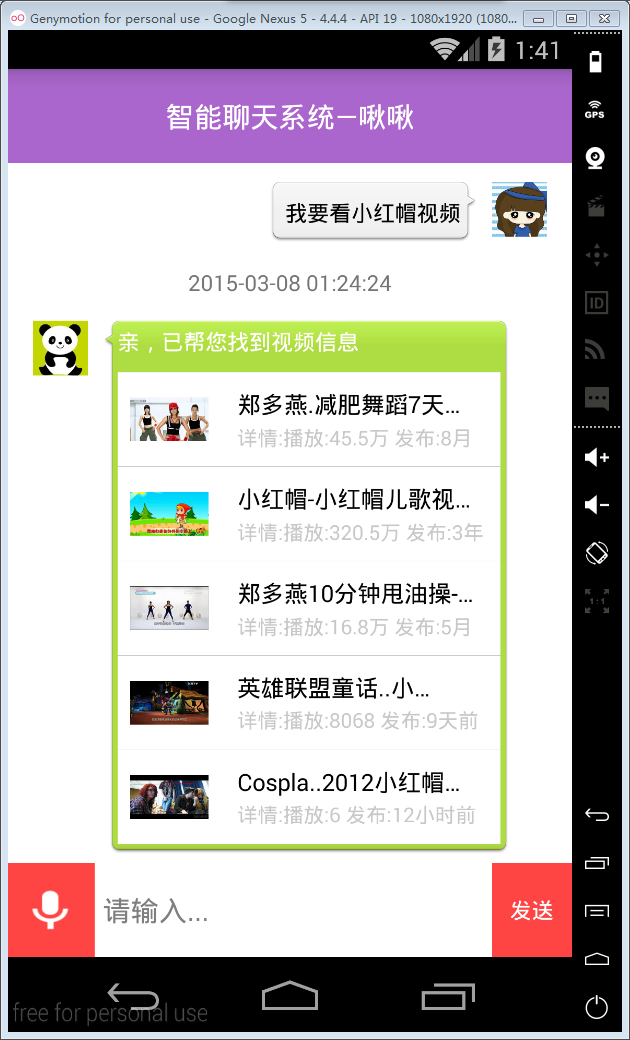 Genymotion for personal use - Google Nexus 5 - 4.4.4 - API 19 - 1080x1920 (1080...
1:41
GPS
智能聊天系统—啾啾
我要看小红帽视频
2015-03-08 01:24:24
亲，已帮您找到视频信息
郑多燕.减肥舞蹈7天...
详情:播放:45.5万 发布:8月
小红帽-小红帽儿歌视...
详情:播放:320.5万 发布:3年
郑多燕10分钟甩油操-...
详情:播放:16.8万 发布:5月
英雄联盟童话..小...
详情:播放:8068 发布:9天前
Cospla..2012小红帽...
详情:播放:6 发布:12小时前
ID
1:1
请输入...
发送
free for personal use